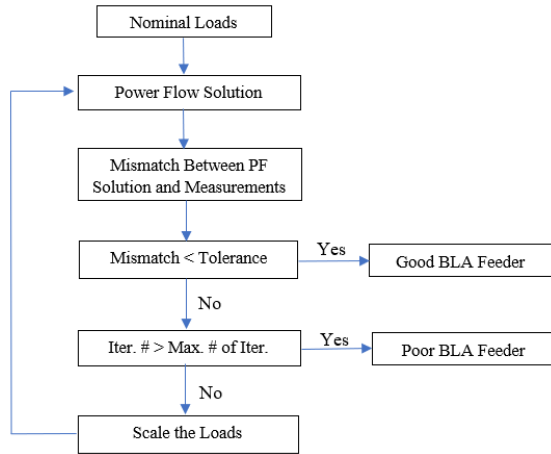 Nominal Loads
Power Flow Solution
Mismatch Between PF
Solution and Measurements
Mismatch < Tolerance
Yes
Good BLA Feeder
No
Iter. # > Max. # of Iter.
Yes
Poor BLA Feeder
No
Scale the Loads